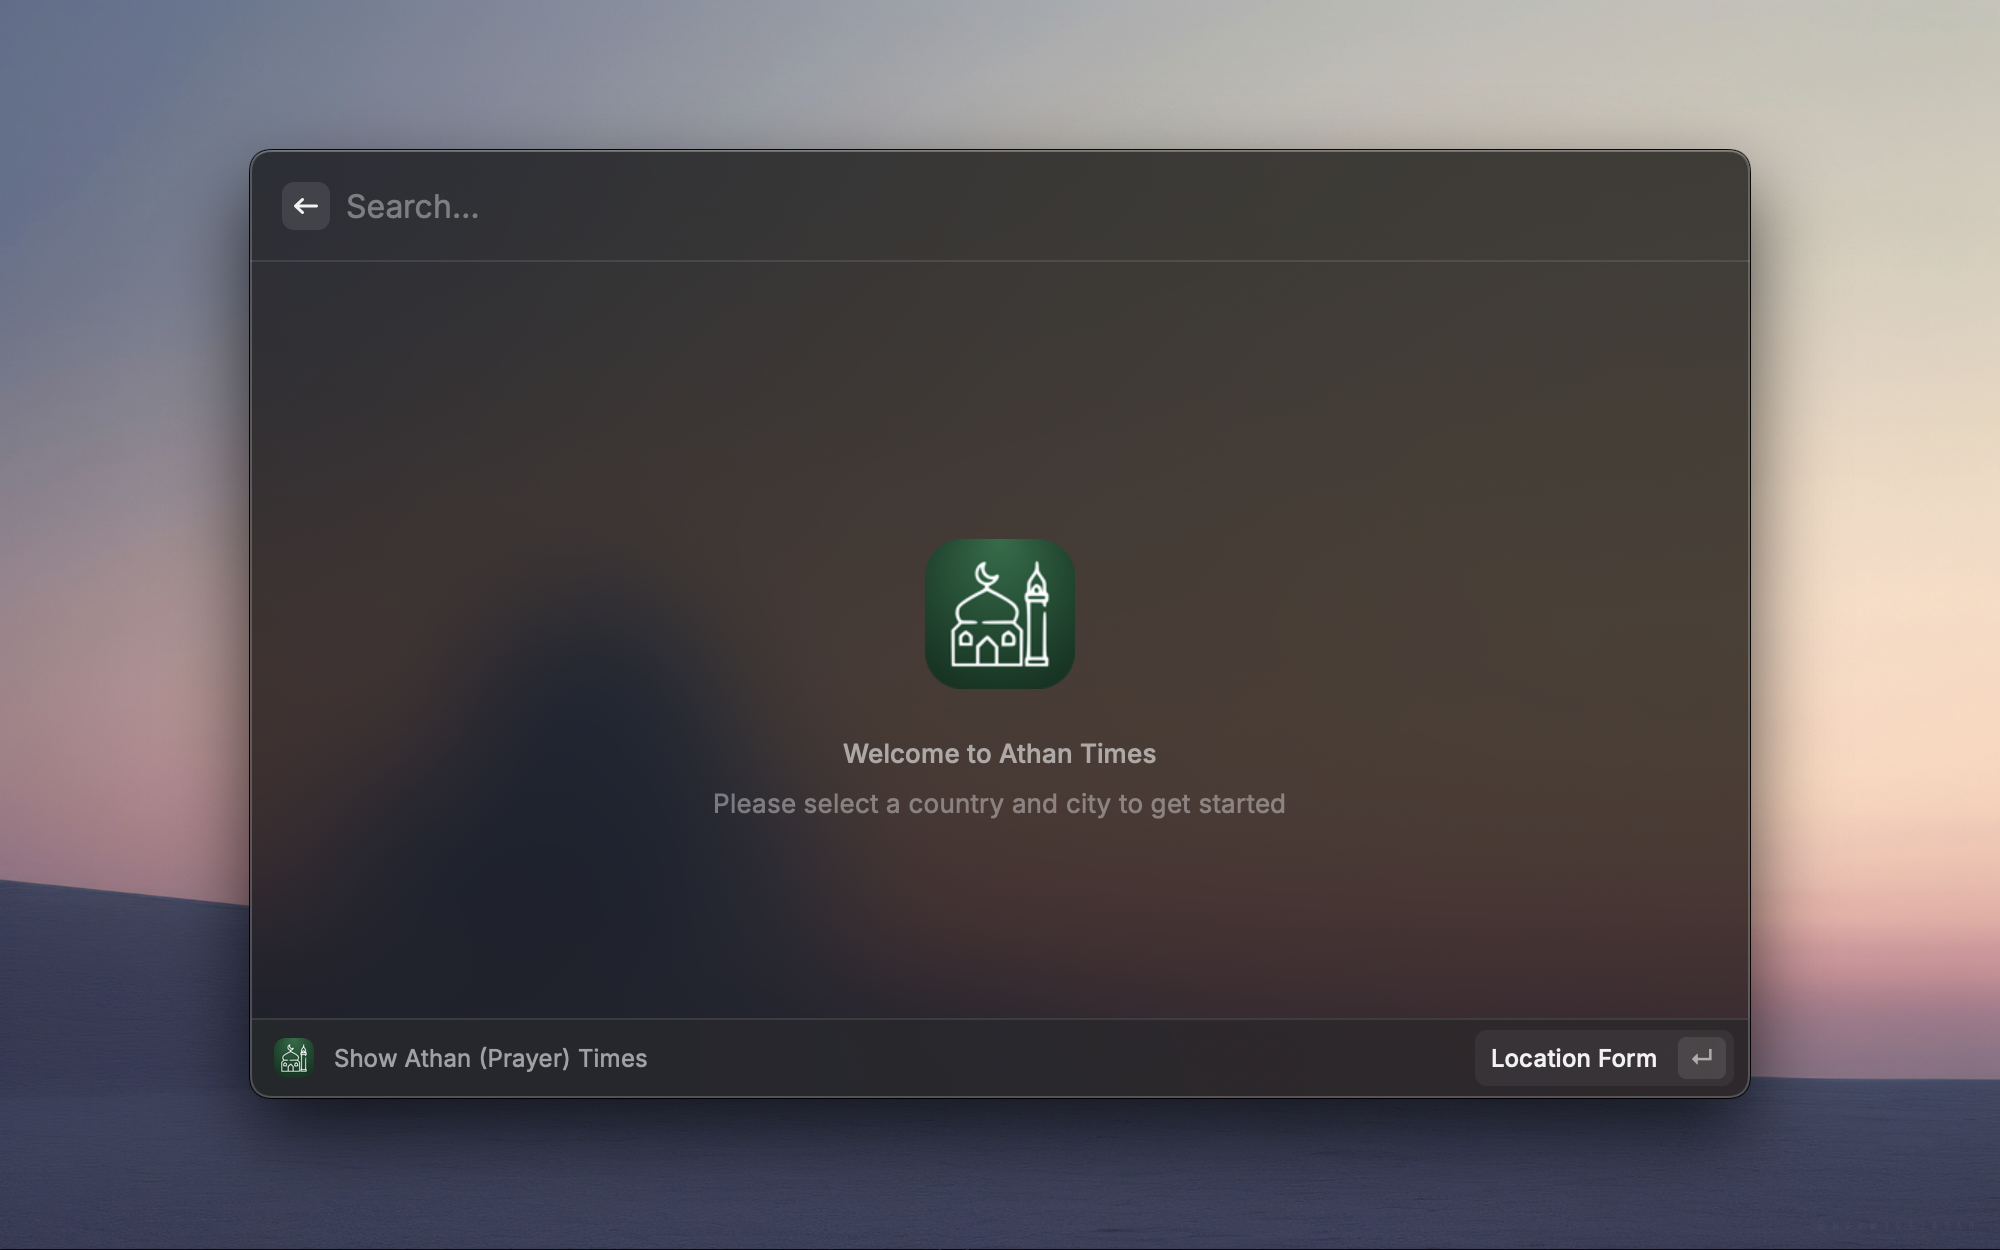 Search...
Welcome to Athan Times
Please select a country and city to get started
Show Athan (Prayer) Times
Location Form